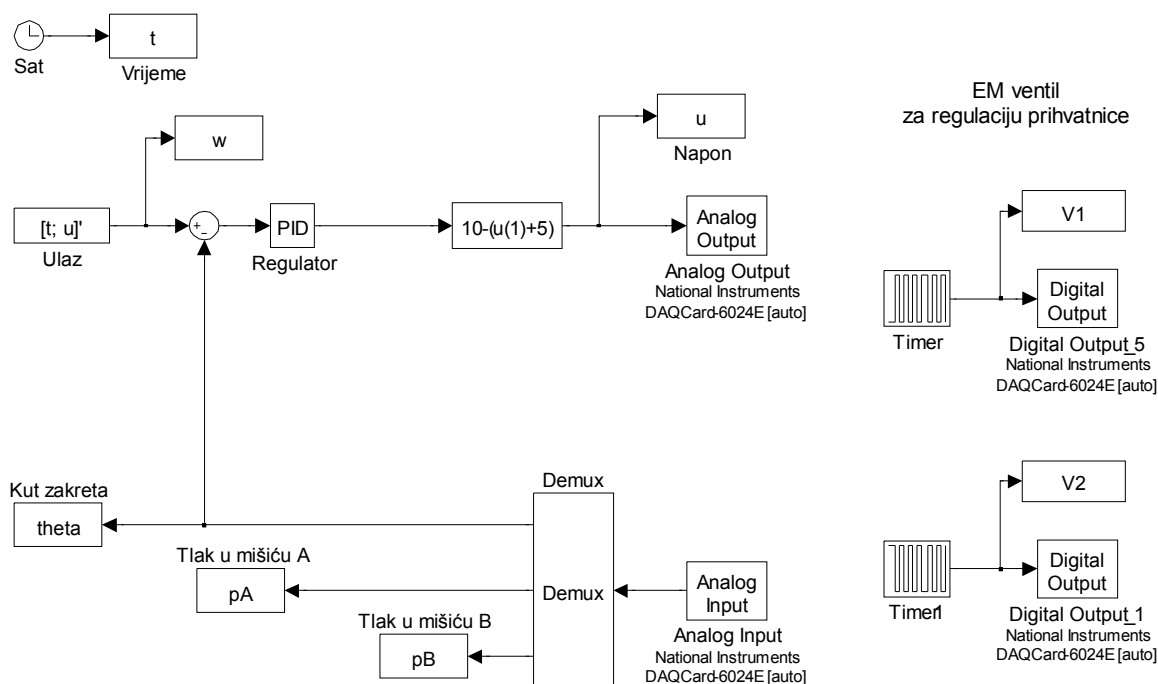 t
Sat
Vrijeme
EM ventil
za regulaciju prihvatnice
w
u
Napon
[t; u]'
Ulaz
+
−
PID
Regulator
10-(u(1)+5)
Analog
Output
Analog Output
National Instruments
DAQCard-6024E [auto]
V1
Timer
Digital
Output
Digital Output_5
National Instruments
DAQCard-6024E [auto]
Kut zakreta
theta
Tlak u mišiću A
pA
Tlak u mišiću B
pB
Demux
Demux
Analog
Input
Analog Input
National Instruments
DAQCard-6024E [auto]
V2
Timer1
Digital
Output
Digital Output_1
National Instruments
DAQCard-6024E [auto]